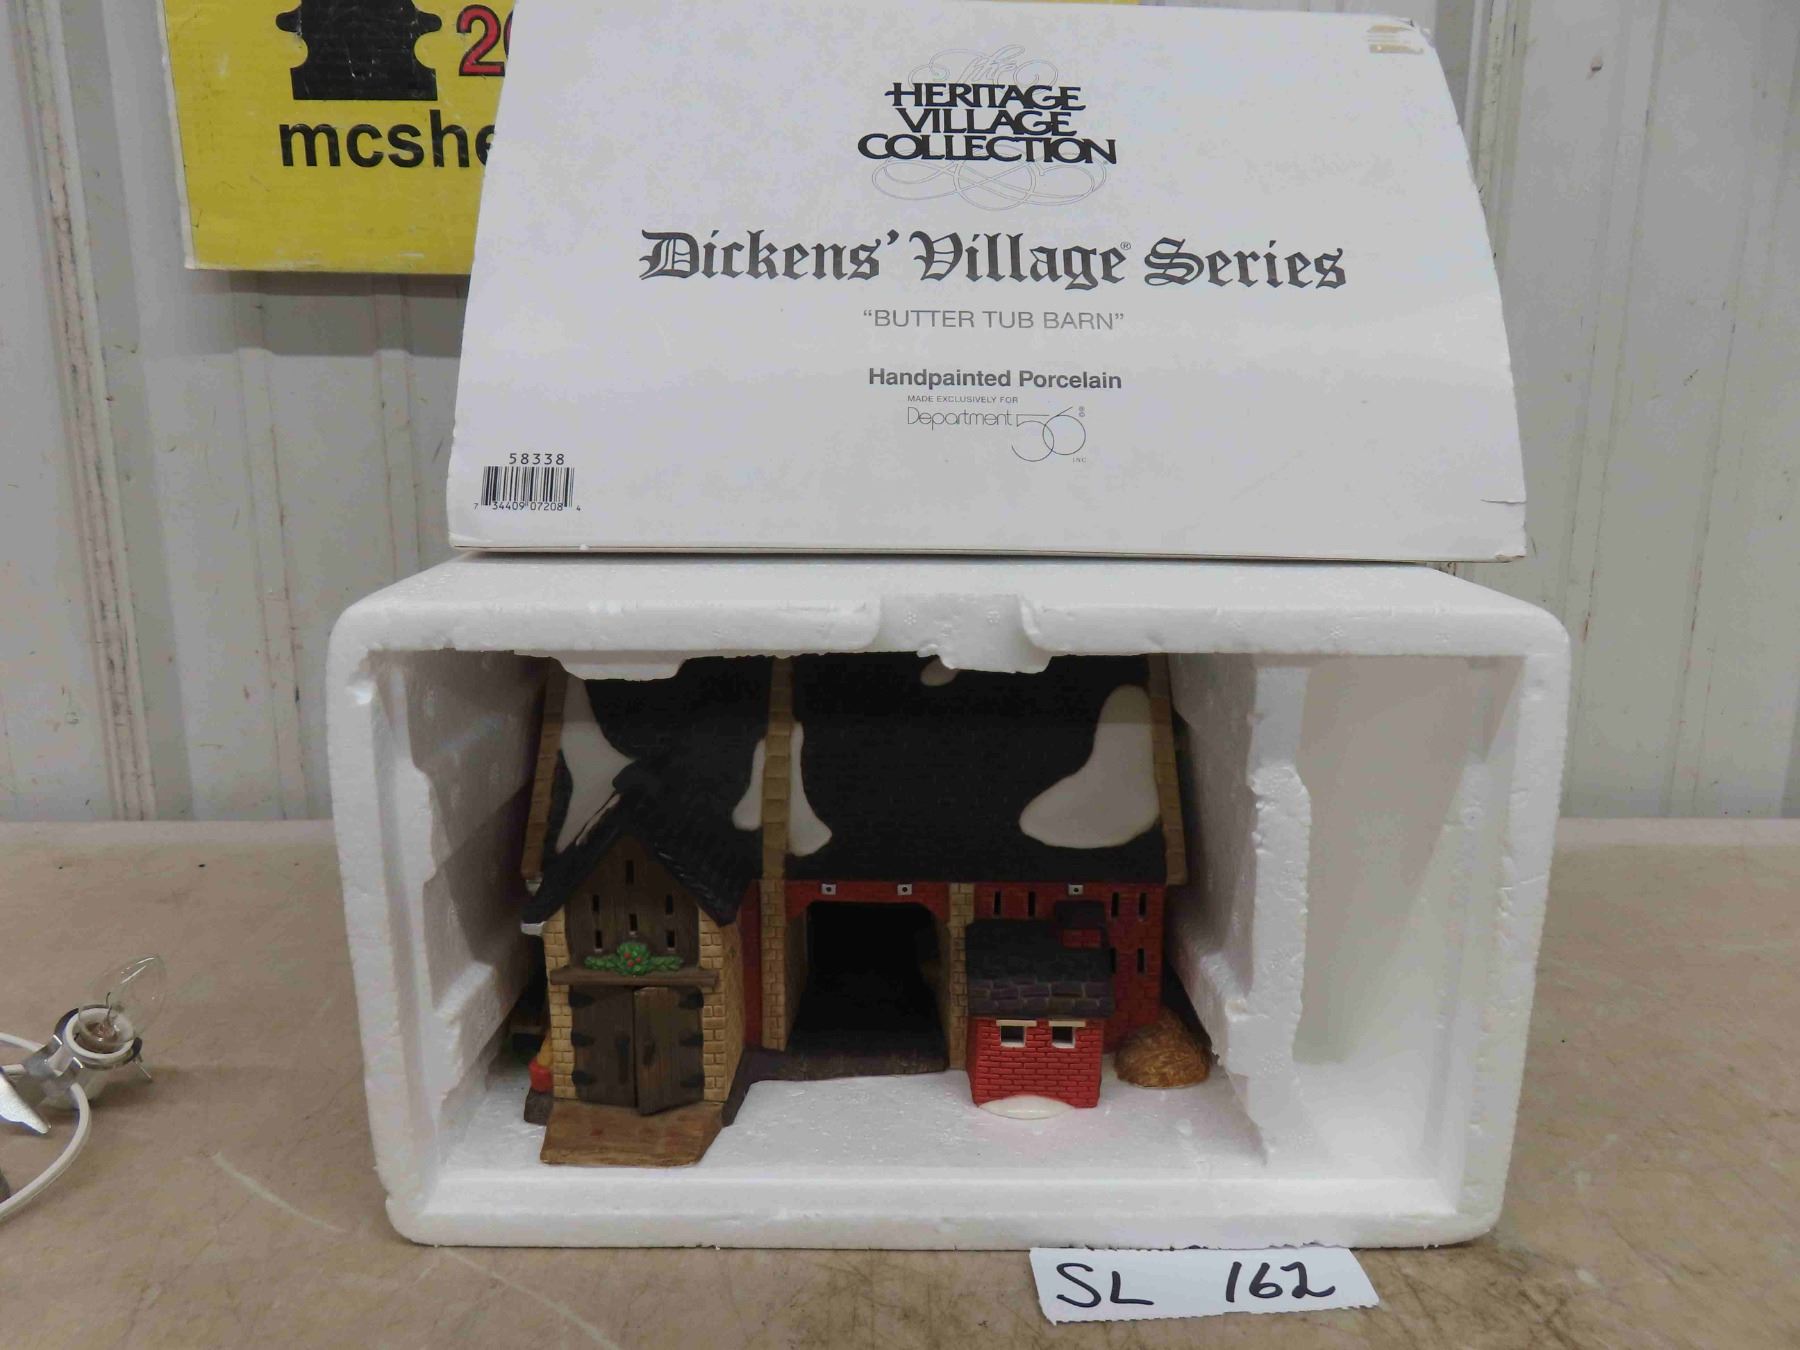 The
HERITAGE
VILLAGE
COLLECTION
Dickens' Village® Series
"BUTTER TUB BARN"
Handpainted Porcelain
MADE EXCLUSIVELY FOR
Department 56®
INC
58338
7 34409 07208 4
mcshe
SL 162